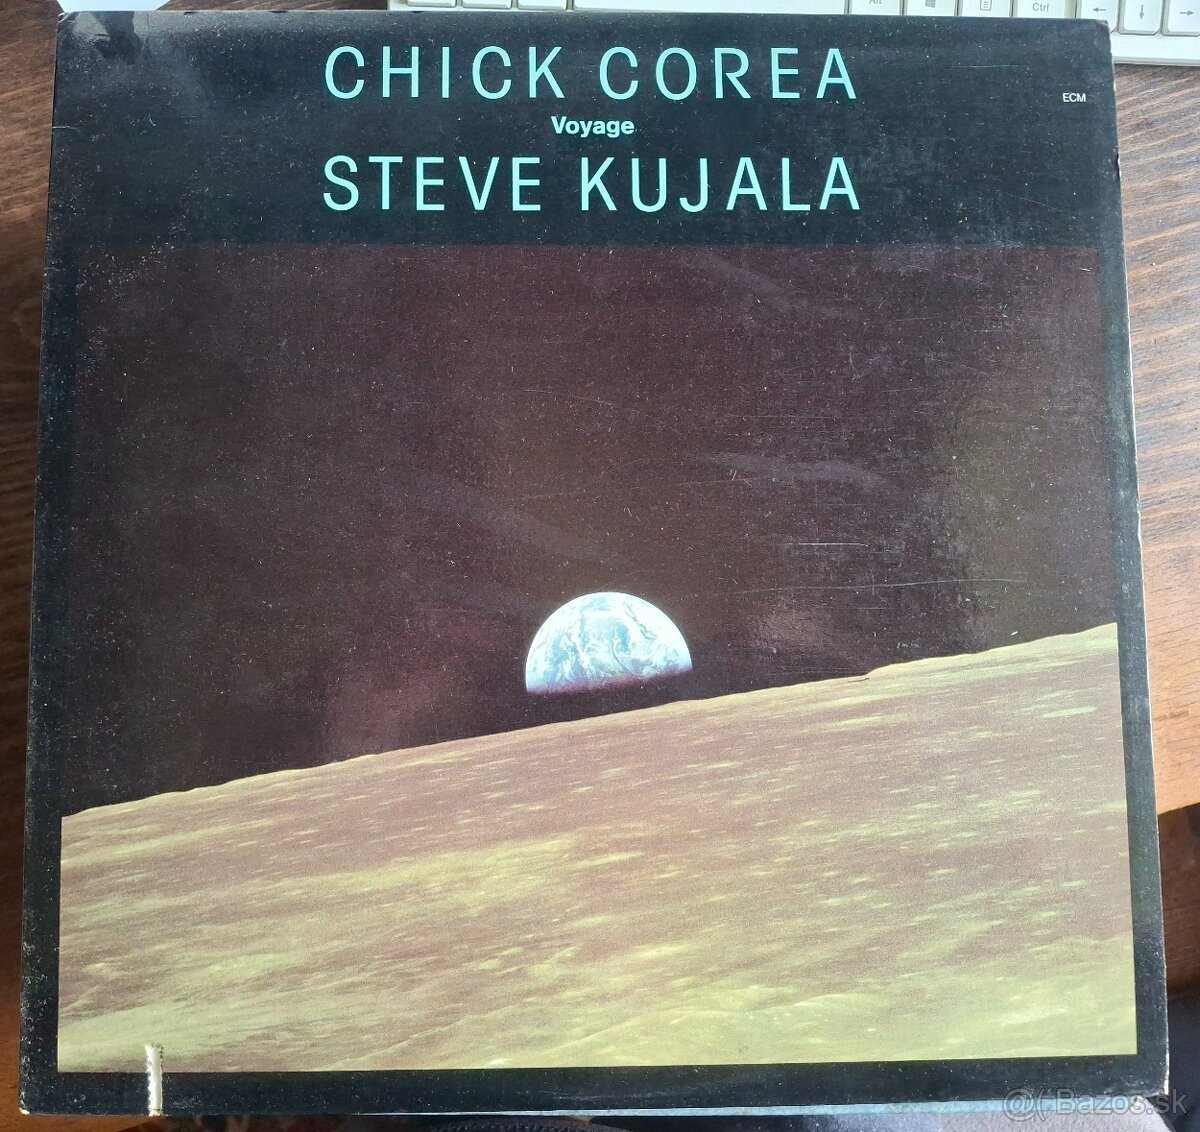 Alt
Ctrl
CHICK COREA
ECM
Voyage
STEVE KUJALA
@( Bazos.sk